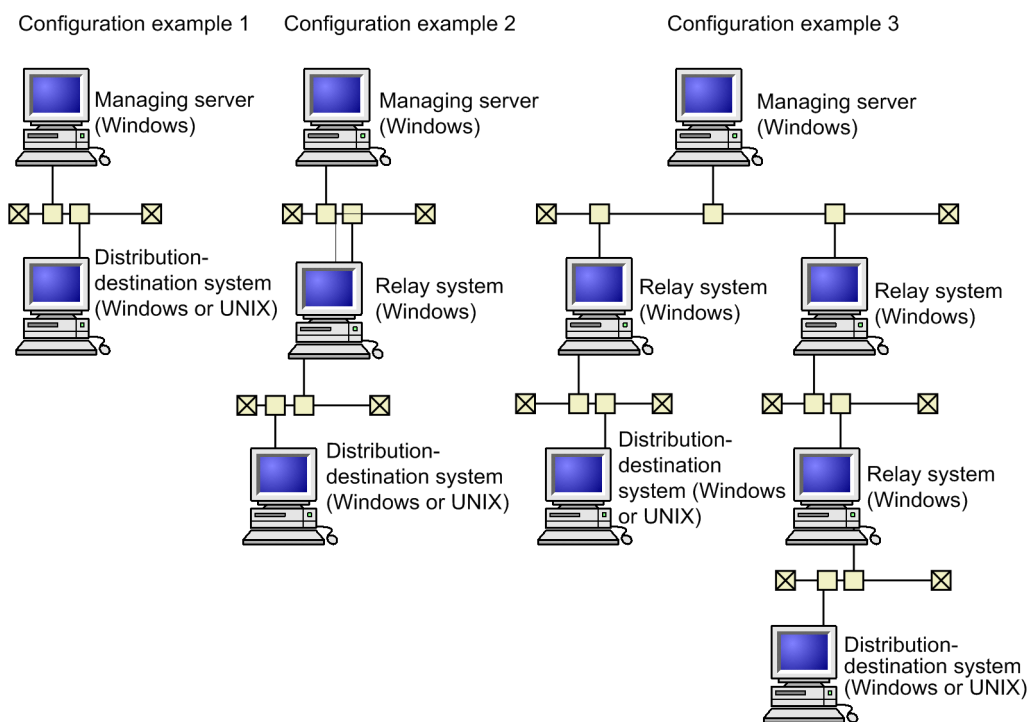 Configuration example 1
Configuration example 2
Configuration example 3
Managing server
(Windows)
Managing server
(Windows)
Managing server
(Windows)
Distribution-
destination system
(Windows or UNIX)
Relay system
(Windows)
Relay system
(Windows)
Relay system
(Windows)
Distribution-
destination system
(Windows or UNIX)
Distribution-
destination
system (Windows
or UNIX)
Relay system
(Windows)
Distribution-
destination system
(Windows or UNIX)